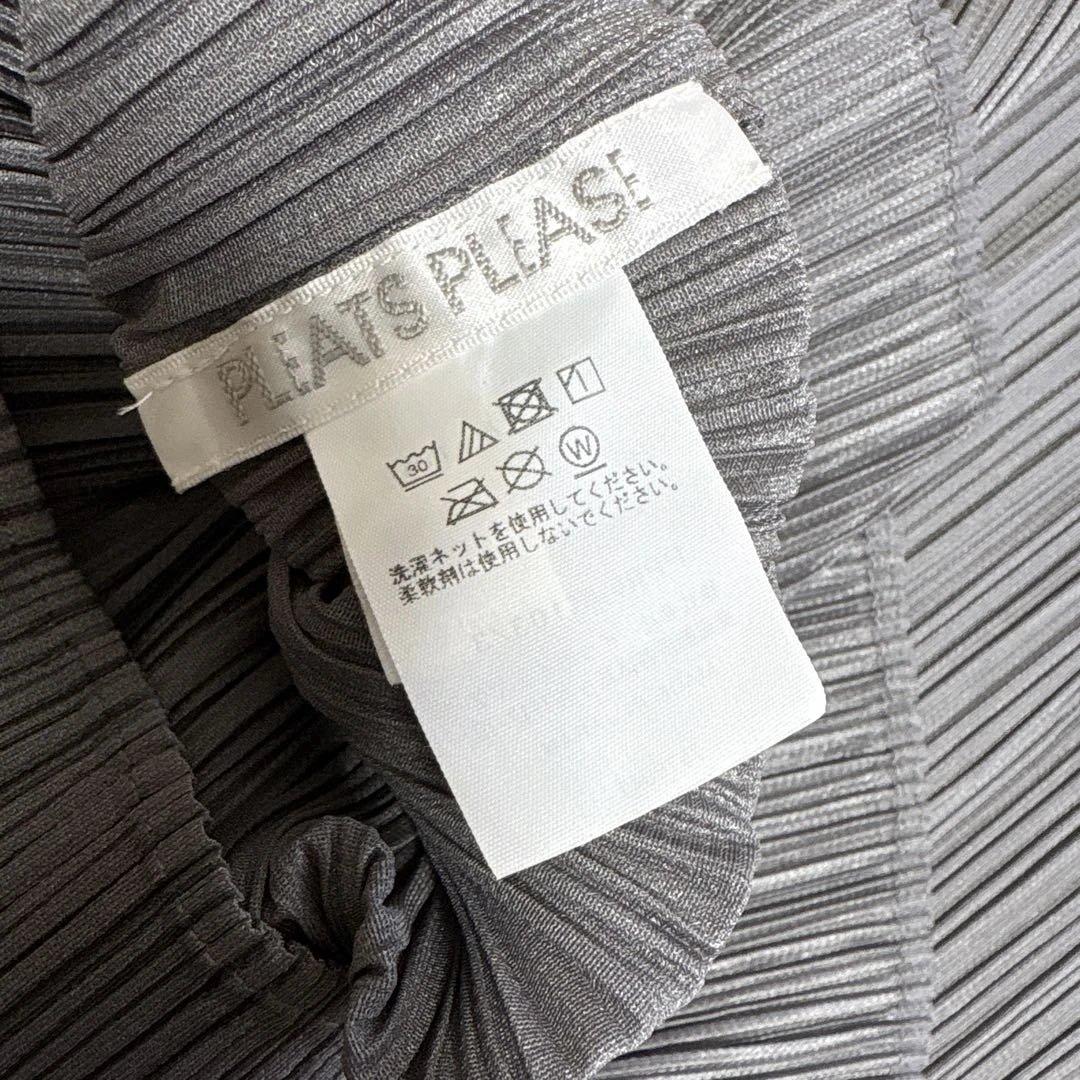 PLEATS PLEASE
30
W
洗濯ネットを使用してください。
柔軟剤は使用しないでください。